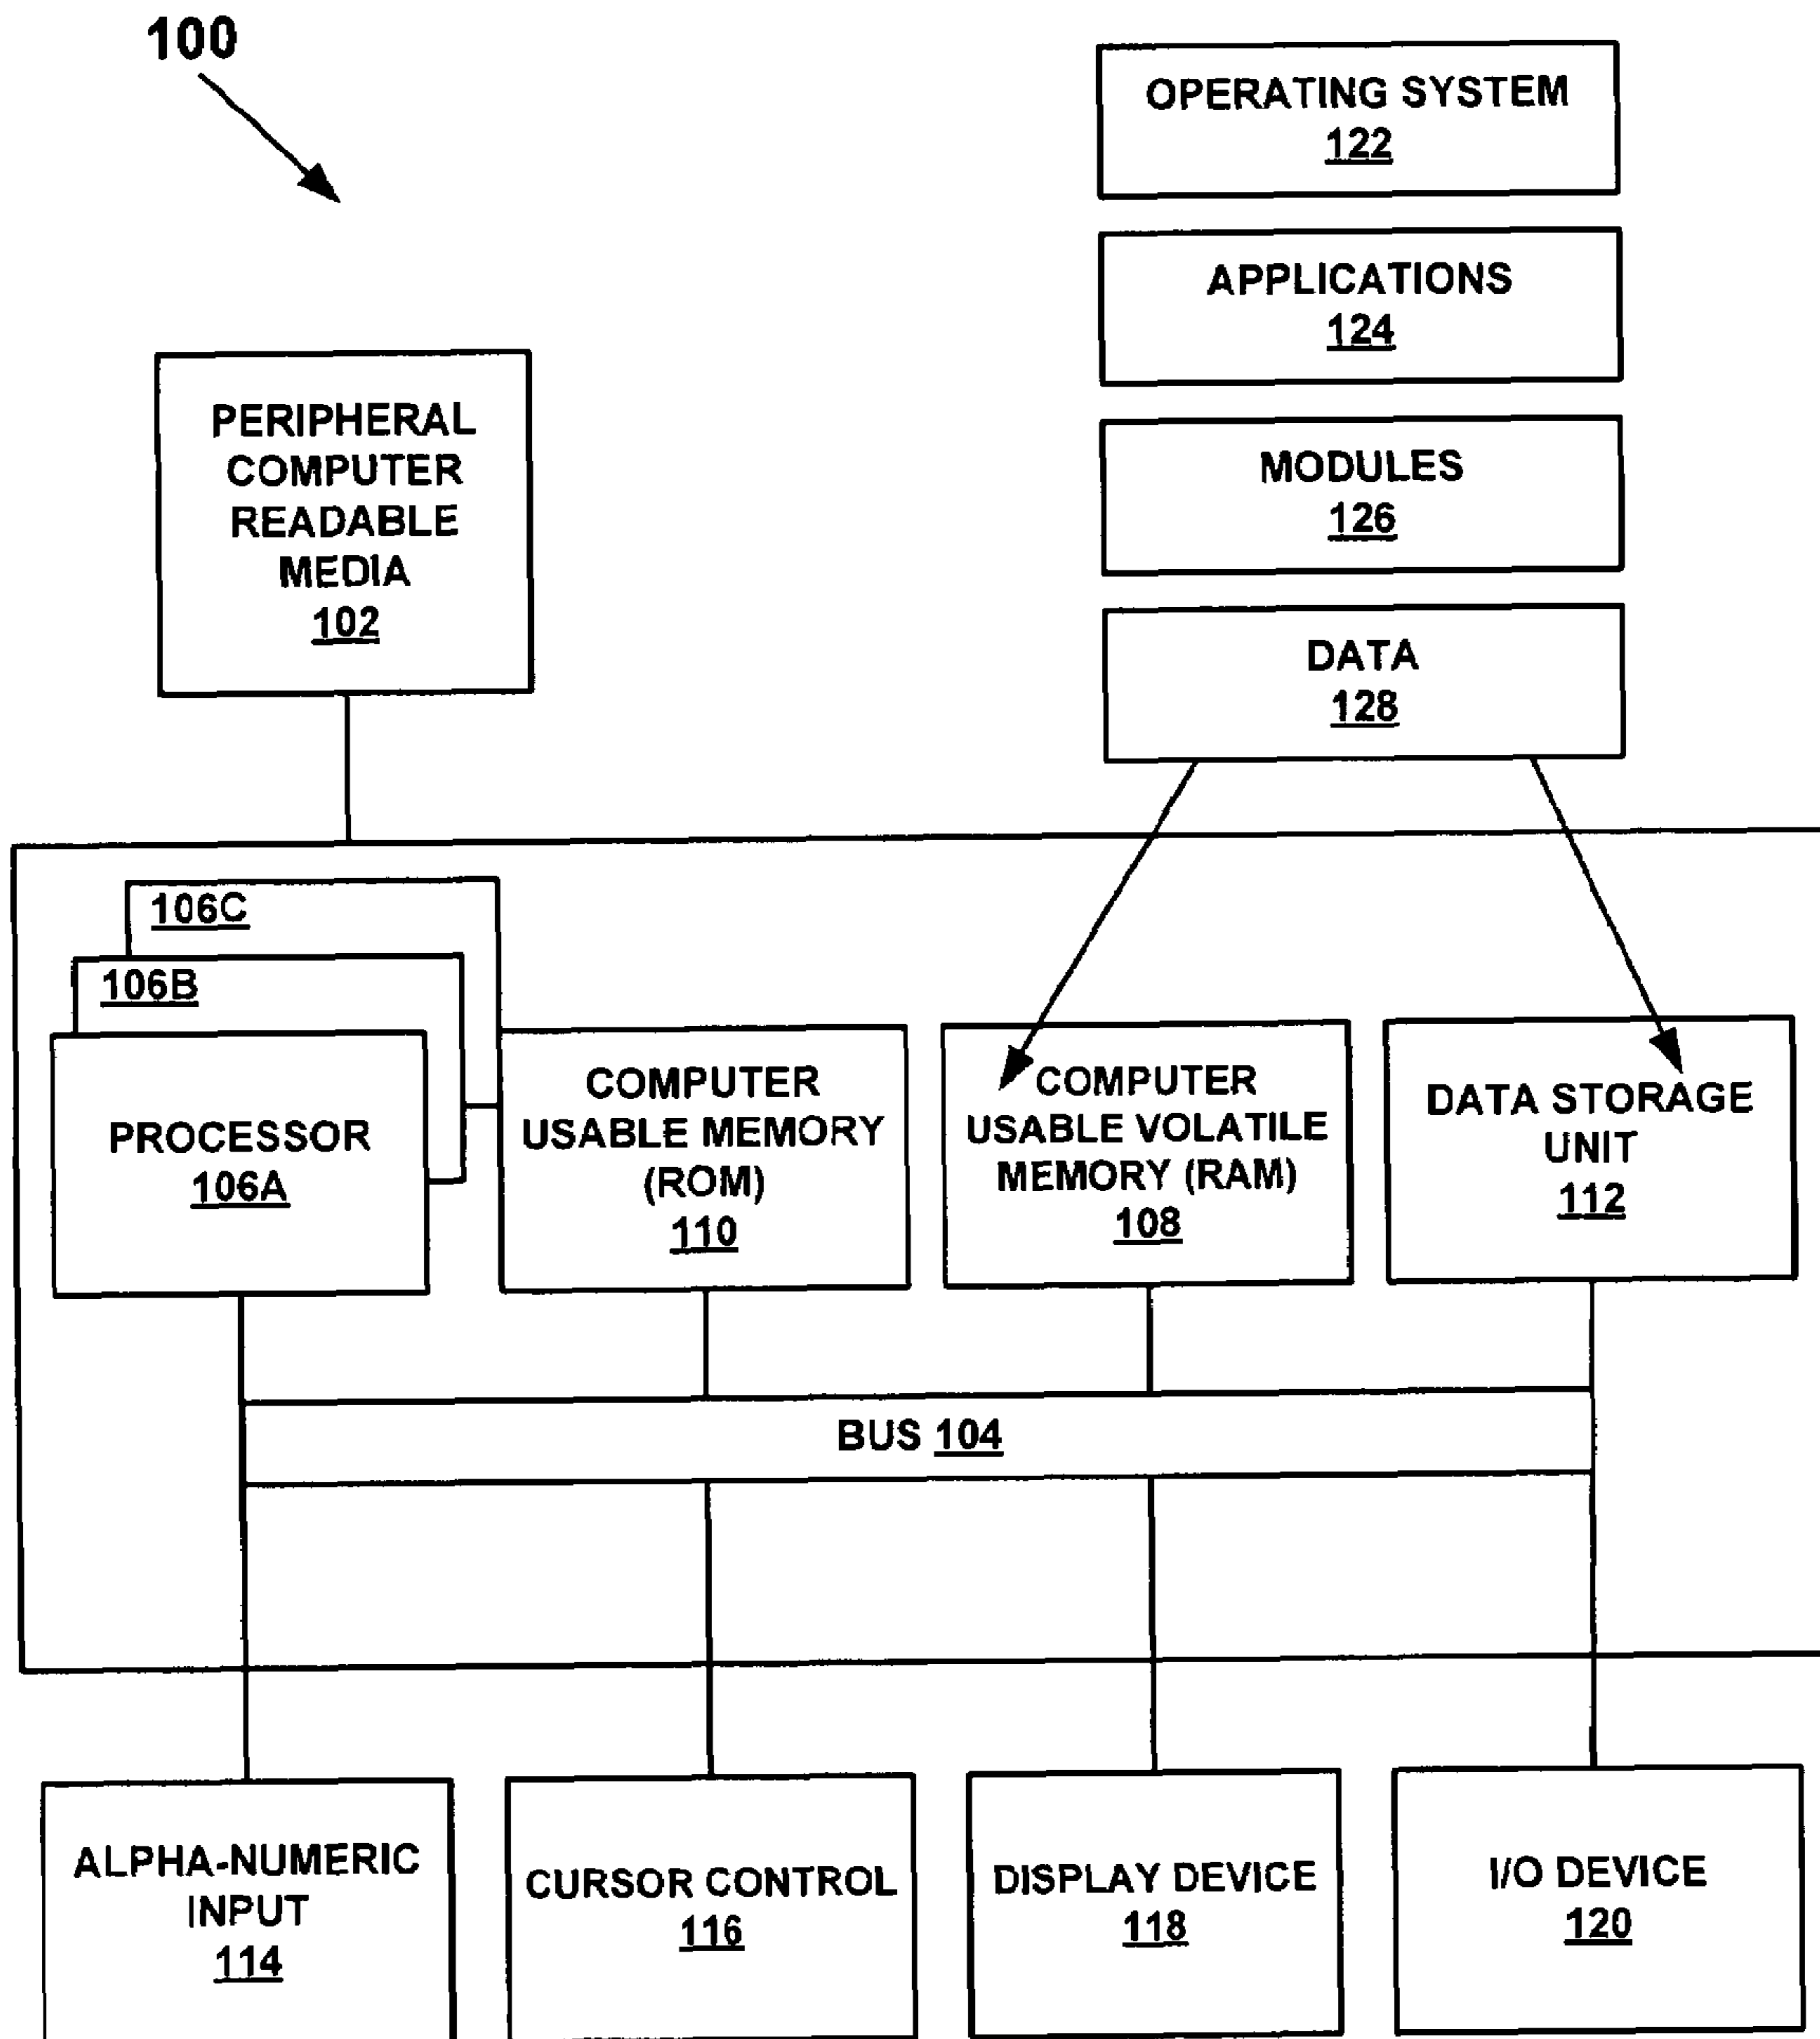 100
OPERATING SYSTEM
122
APPLICATIONS
124
MODULES
126
DATA
128
PERIPHERAL
COMPUTER
READABLE
MEDIA
102
106C
106B
PROCESSOR
106A
COMPUTER
USABLE MEMORY
(ROM)
110
COMPUTER
USABLE VOLATILE
MEMORY (RAM)
108
DATA STORAGE
UNIT
112
BUS 104
ALPHA-NUMERIC
INPUT
114
CURSOR CONTROL
116
DISPLAY DEVICE
118
I/O DEVICE
120